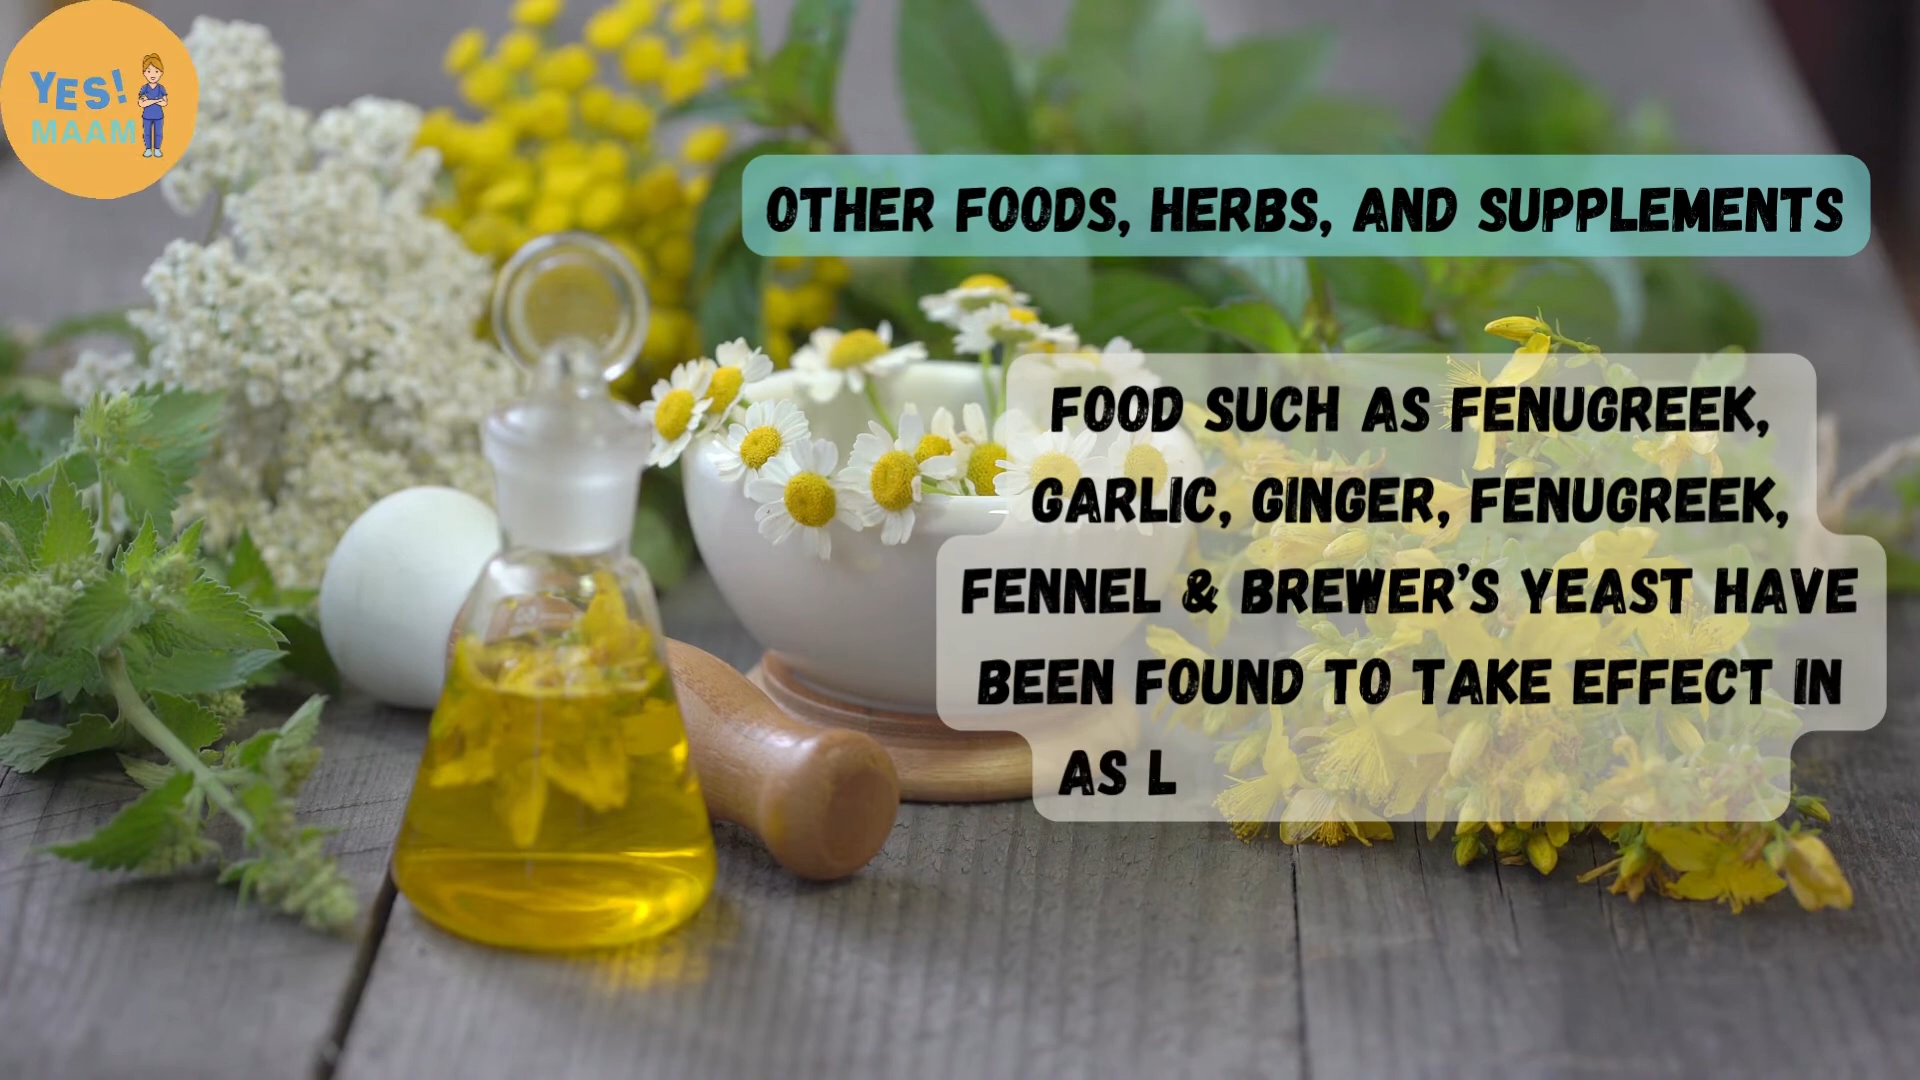 YES!
MAAM
OTHER FOODS, HERBS, AND SUPPLEMENTS
FOOD SUCH AS FENUGREEK,
GARLIC, GINGER, FENUGREEK,
FENNEL & BREWER'S YEAST HAVE
BEEN FOUND TO TAKE EFFECT IN
AS L